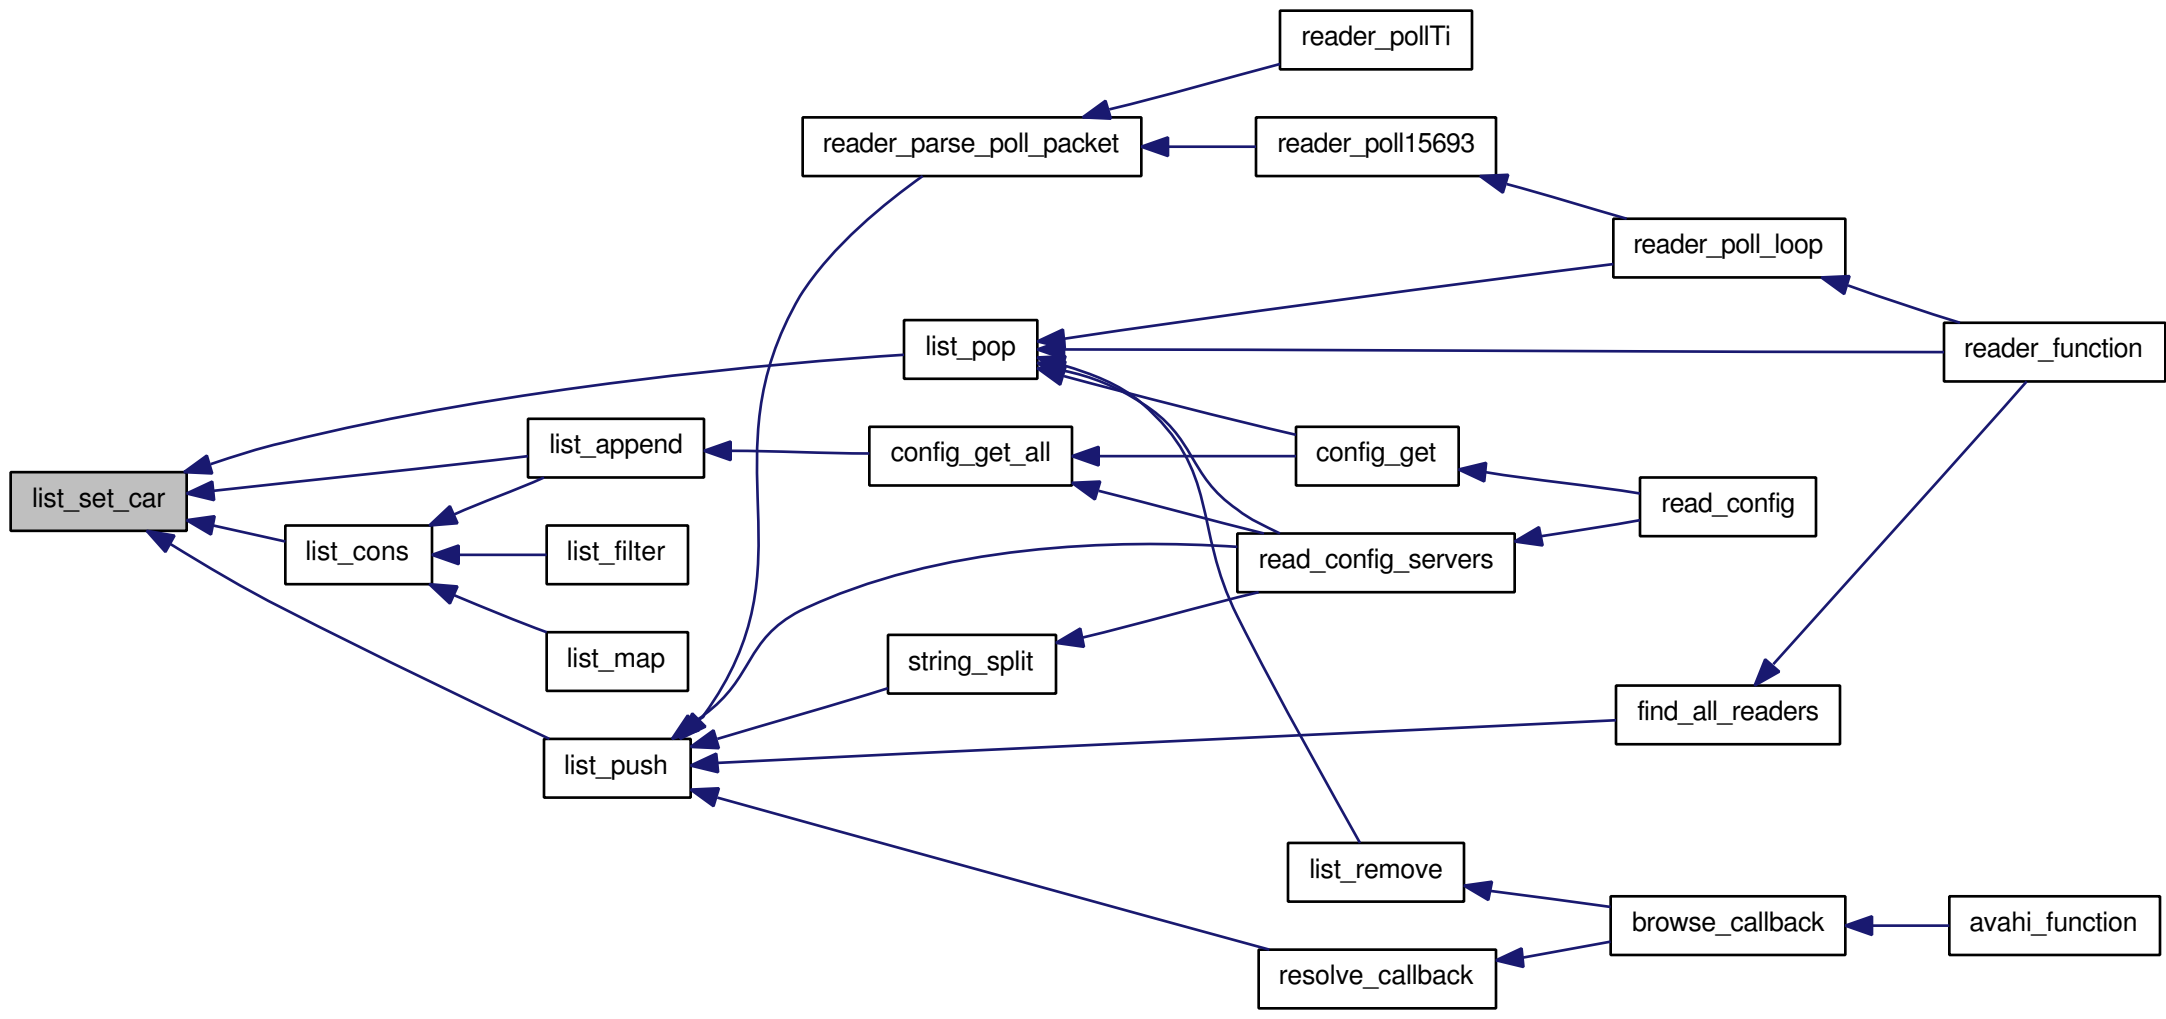 reader_pollTi
reader_parse_poll_packet
reader_poll15693
reader_poll_loop
list_pop
reader_function
list_append
config_get_all
config_get
list_set_car
read_config
list_cons
list_filter
read_config_servers
list_map
string_split
find_all_readers
list_push
list_remove
browse_callback
avahi_function
resolve_callback